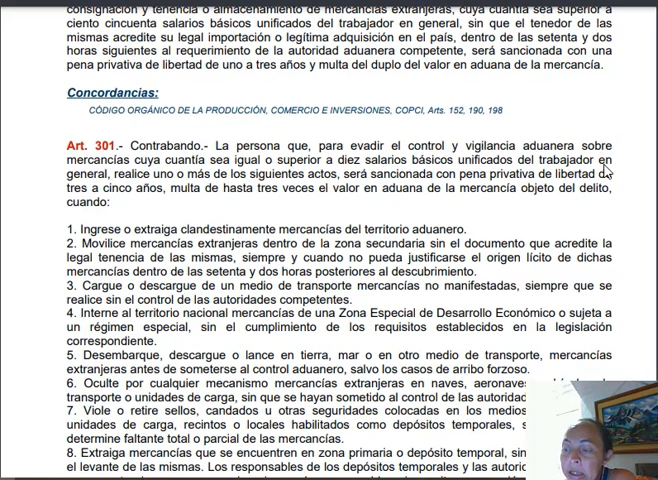 consignación y tenencia o almacenamiento de mercancías extranjeras, cuya cuantía sea superior a
ciento cincuenta salarios básicos unificados del trabajador en general, sin que el tenedor de las
mismas acredite su legal importación o legítima adquisición en el país, dentro de las setenta y dos
horas siguientes al requerimiento de la autoridad aduanera competente, será sancionada con una
pena privativa de libertad de uno a tres años y multa del duplo del valor en aduana de la mercancía.
Concordancias:
CÓDIGO ORGÁNICO DE LA PRODUCCIÓN, COMERCIO E INVERSIONES, COPCI, Arts. 152, 190, 198
Art. 301.- Contrabando.- La persona que, para evadir el control y vigilancia aduanera sobre
mercancías cuya cuantía sea igual o superior a diez salarios básicos unificados del trabajador en
general, realice uno o más de los siguientes actos, será sancionada con pena privativa de libertad de
tres a cinco años, multa de hasta tres veces el valor en aduana de la mercancía objeto del delito,
cuando:
1. Ingrese o extraiga clandestinamente mercancías del territorio aduanero.
2. Movilice mercancías extranjeras dentro de la zona secundaria sin el documento que acredite la
legal tenencia de las mismas, siempre y cuando no pueda justificarse el origen lícito de dichas
mercancías dentro de las setenta y dos horas posteriores al descubrimiento.
3. Cargue o descargue de un medio de transporte mercancías no manifestadas, siempre que se
realice sin el control de las autoridades competentes.
4. Interne al territorio nacional mercancías de una Zona Especial de Desarrollo Económico o sujeta a
un régimen especial, sin el cumplimiento de los requisitos establecidos en la legislación
correspondiente.
5. Desembarque, descargue o lance en tierra, mar o en otro medio de transporte, mercancías
extranjeras antes de someterse al control aduanero, salvo los casos de arribo forzoso.
6. Oculte por cualquier mecanismo mercancías extranjeras en naves, aeronaves
transporte o unidades de carga, sin que se hayan sometido al control de las autoridad
7. Viole o retire sellos, candados u otras seguridades colocadas en los medios
unidades de carga, recintos o locales habilitados como depósitos temporales, s
determine faltante total o parcial de las mercancías.
8. Extraiga mercancías que se encuentren en zona primaria o depósito temporal, sin
el levante de las mismas. Los responsables de los depósitos temporales y las autorid